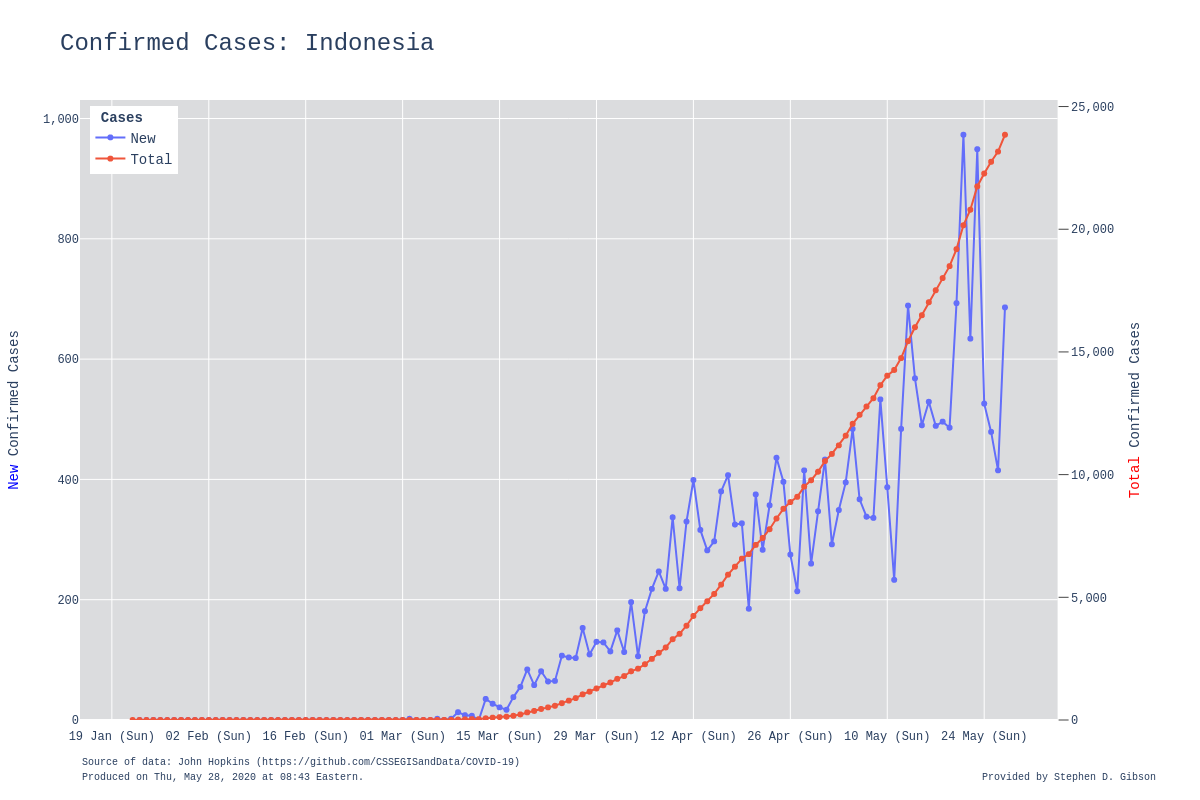 Confirmed Cases: Indonesia
Cases
New
Total
1,000
800
600
400
200
0
25,000
20,000
15,000
10,000
5,000
0
New Confirmed Cases
Total Confirmed Cases
19 Jan (Sun) 02 Feb (Sun) 16 Feb (Sun) 01 Mar (Sun) 15 Mar (Sun) 29 Mar (Sun) 12 Apr (Sun) 26 Apr (Sun) 10 May (Sun) 24 May (Sun)
Source of data: John Hopkins (https://github.com/CSSEGISandData/COVID-19)
Produced on Thu, May 28, 2020 at 08:43 Eastern.
Provided by Stephen D. Gibson